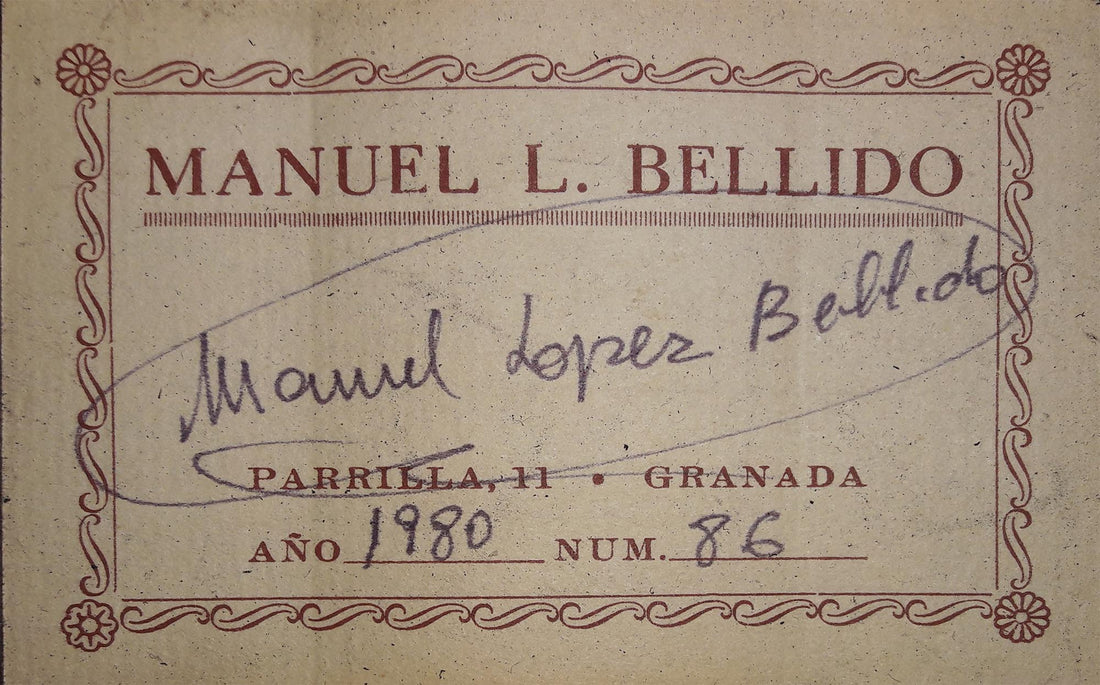 MANUEL L. BELLIDO
Manuel Lopez Bellido
PARRILLA, 11 • GRANADA
AÑO 1980 NUM. 86